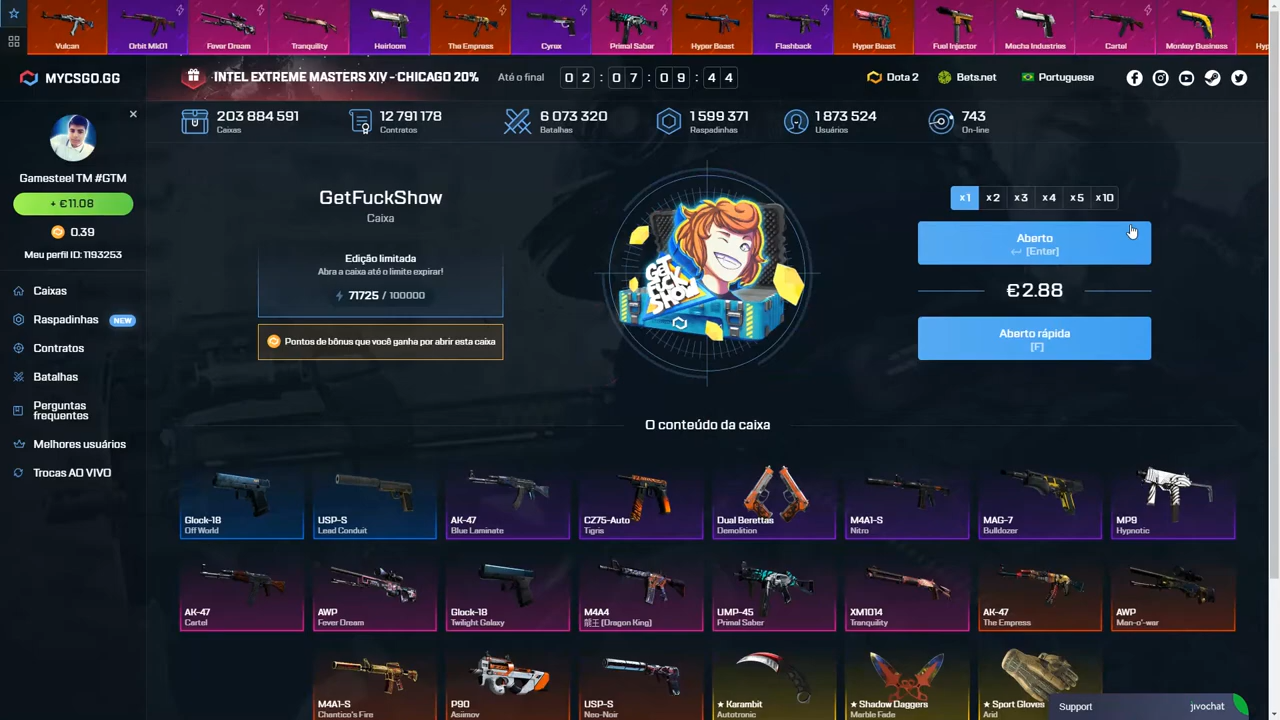 Vulcan
Orbit Mk01
Fever Dream
Tranquility
Heirloom
The Empress
Cyrex
Primal Saber
Hyper Beast
Flashback
Hyper Beast
Fuel Injector
Mecha Industries
Cartel
Monkey Business
Hyp
MYCSGO.GG
INTEL EXTREME MASTERS XIV - CHICAGO 20%
Até o final
0 2 : 0 7 : 0 9 : 4 4
Dota 2
Bets.net
Portuguese
203 884 591
Caixas
12 791 178
Contratos
6 073 320
Batalhas
1 599 371
Raspadinhas
1 873 524
Usuários
743
On-line
Gamesteel TM #GTM
+ €11.08
0.39
Meu perfil ID: 1193253
Caixas
Raspadinhas NEW
Contratos
Batalhas
Perguntas
frequentes
Melhores usuários
Trocas AO VIVO
GetFuckShow
Caixa
Edição limitada
Abra a caixa até o limite expirar!
71725 / 100000
Pontos de bônup que você ganha por abrir esta caixa
GET
FUCK
SHOW
x1 x2 x3 x4 x5 x10
Aberto
[Enter]
€2.88
Aberto rápida
[F]
O conteúdo da caixa
Glock-18
Off World
USP-S
Lead Conduit
AK-47
Blue Laminate
CZ75-Auto
Tigris
Dual Berettas
Demolition
M4A1-S
Nitro
MAG-7
Bulldozer
MP9
Hypnotic
AK-47
Cartel
AWP
Fever Dream
Glock-18
Twilight Galaxy
M4A4
龍王 (Dragon King)
UMP-45
Primal Saber
XM1014
Tranquility
AK-47
The Empress
AWP
Man-o'-war
M4A1-S
Chantico's Fire
P90
Asiimov
USP-S
Neo-Noir
★ Karambit
Autotronic
★ Shadow Daggers
Marble Fade
★ Sport Gloves
Arid
Support
jivochat